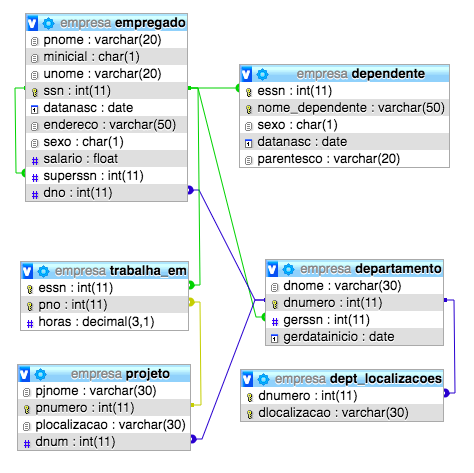 empresa empregado
pnome : varchar(20)
minicial : char(1)
unome : varchar(20)
ssn : int(11)
datanasc : date
endereco : varchar(50)
sexo : char(1)
salario : float
superssn : int(11)
dno : int(11)
empresa dependente
essn : int(11)
nome_dependente : varchar(50)
sexo : char(1)
datanasc : date
parentesco : varchar(20)
empresa trabalha_em
essn : int(11)
pno : int(11)
horas : decimal(3,1)
empresa departamento
dnome : varchar(30)
dnumero : int(11)
gerssn : int(11)
gerdatainicio : date
empresa projeto
pjnome : varchar(30)
pnumero : int(11)
plocalizacao : varchar(30)
dnum : int(11)
empresa dept_localizacoes
dnumero : int(11)
dlocalizacao : varchar(30)